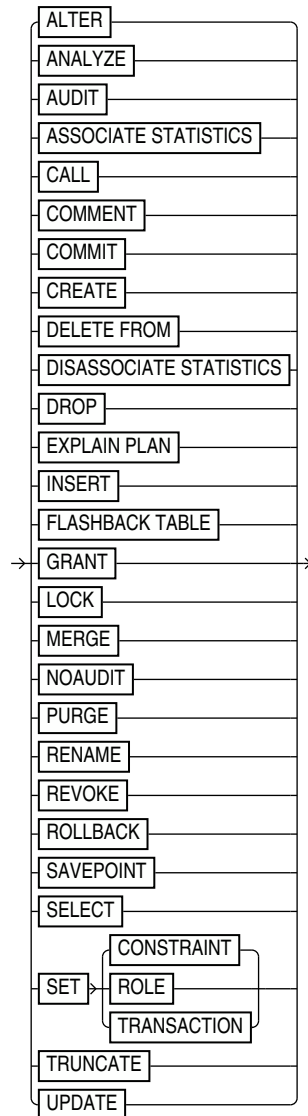 ALTER
ANALYZE
AUDIT
ASSOCIATE STATISTICS
CALL
COMMENT
COMMIT
CREATE
DELETE FROM
DISASSOCIATE STATISTICS
DROP
EXPLAIN PLAN
INSERT
FLASHBACK TABLE
GRANT
LOCK
MERGE
NOAUDIT
PURGE
RENAME
REVOKE
ROLLBACK
SAVEPOINT
SELECT
CONSTRAINT
SET ROLE
TRANSACTION
TRUNCATE
UPDATE